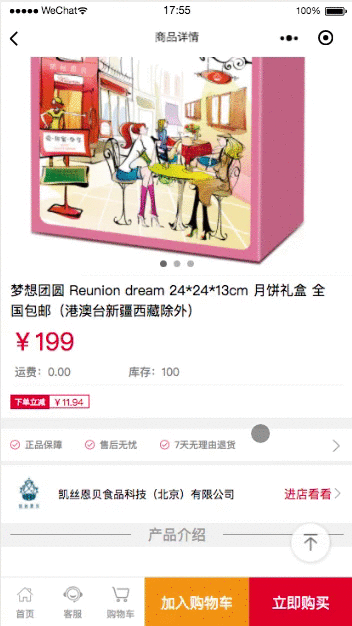 WeChat
17:55
100%
商品详情
梦想团圆 Reunion dream 24*24*13cm 月饼礼盒 全
国包邮（港澳台新疆西藏除外）
￥199
运费：0.00 库存：100
下单立减 ￥11.94
正品保障 售后无忧 7天无理由退货
凯丝恩贝食品科技（北京）有限公司 进店看看
产品介绍
首页 客服 购物车 加入购物车 立即购买